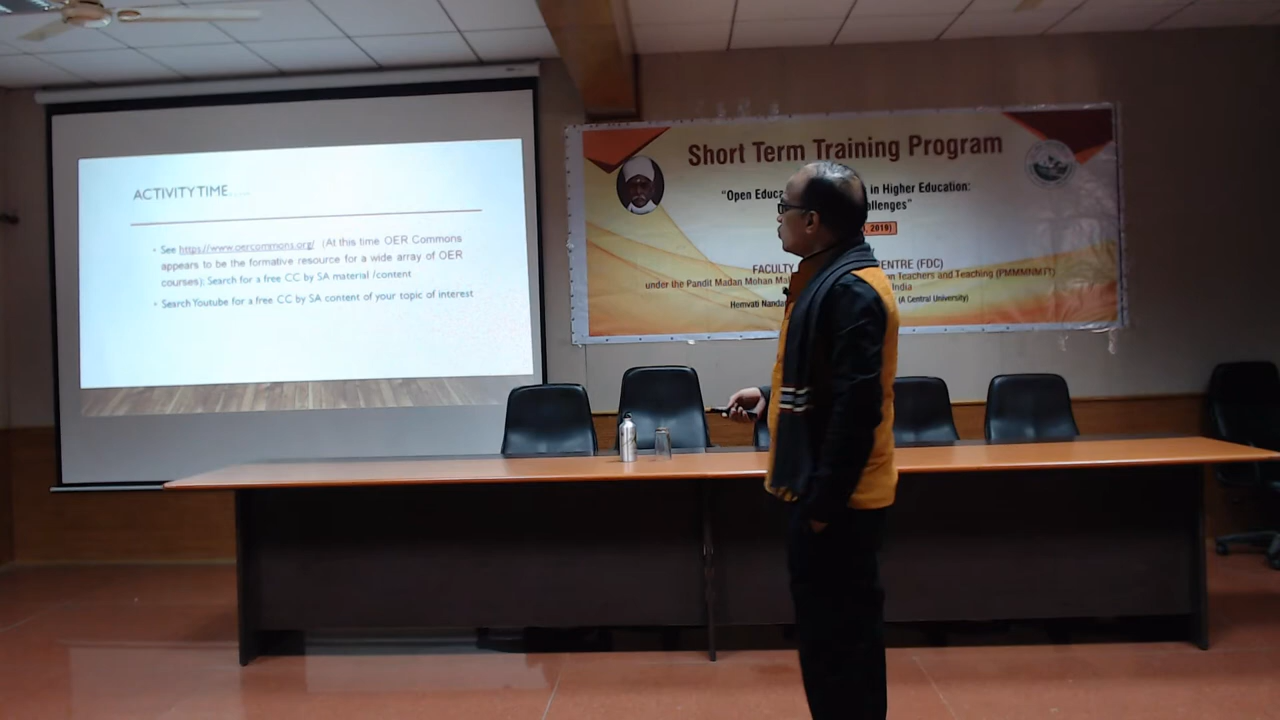 ACTIVITY TIME.....
• See https://www.oercommons.org/ (At this time OER Commons
appears to be the formative resource for a wide array of OER
courses); Search for a free CC by SA material /content
• Search Youtube for a free CC by SA content of your topic of interest
Short Term Training Program
"Open Educa in Higher Education:
allenges"
, 2019)
FACULTY ENTRE (FDC)
under the Pandit Madan Mohan Mal on Teachers and Teaching (PMMMNMTT)
India
Hemvati Nandan (A Central University)